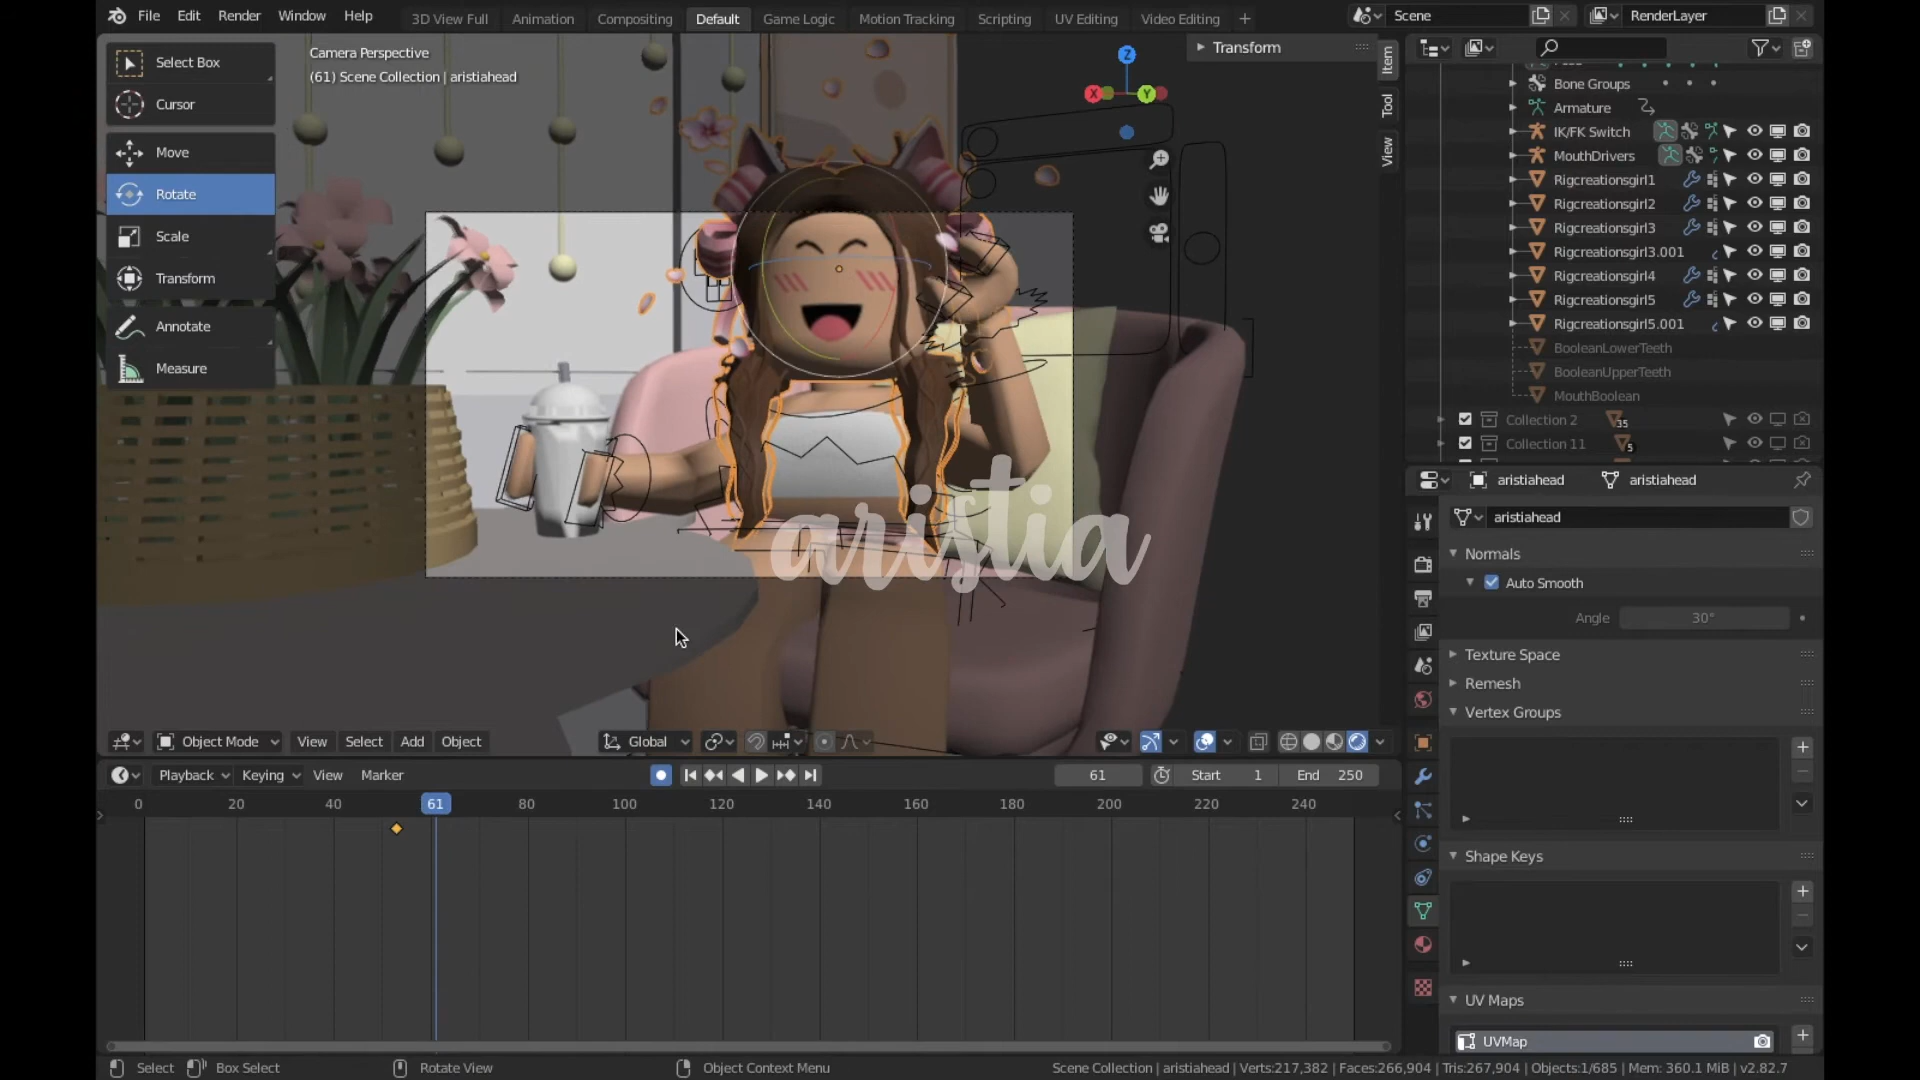 File Edit Render Window Help
3D View Full Animation Compositing Default Game Logic Motion Tracking Scripting UV Editing Video Editing +
Scene
RenderLayer
Select Box
Cursor
Move
Rotate
Scale
Transform
Annotate
Measure
Camera Perspective
(61) Scene Collection | aristiahead
Transform
Item
Tool
View
Z
X
Y
aristia
Bone Groups
Armature
IK/FK Switch
MouthDrivers
Rigcreationsgirl1
Rigcreationsgirl2
Rigcreationsgirl3
Rigcreationsgirl3.001
Rigcreationsgirl4
Rigcreationsgirl5
Rigcreationsgirl5.001
BooleanLowerTeeth
BooleanUpperTeeth
MouthBoolean
Collection 2 35
Collection 11 5
aristiahead aristiahead
aristiahead
Normals
Auto Smooth
Angle 30°
Texture Space
Remesh
Vertex Groups
Shape Keys
UV Maps
UVMap
Object Mode View Select Add Object Global
Playback Keying View Marker 61 Start 1 End 250
0 20 40 61 80 100 120 140 160 180 200 220 240
Select Box Select Rotate View Object Context Menu
Scene Collection | aristiahead | Verts:217,382 | Faces:266,904 | Tris:267,904 | Objects:1/685 | Mem: 360.1 MiB | v2.82.7